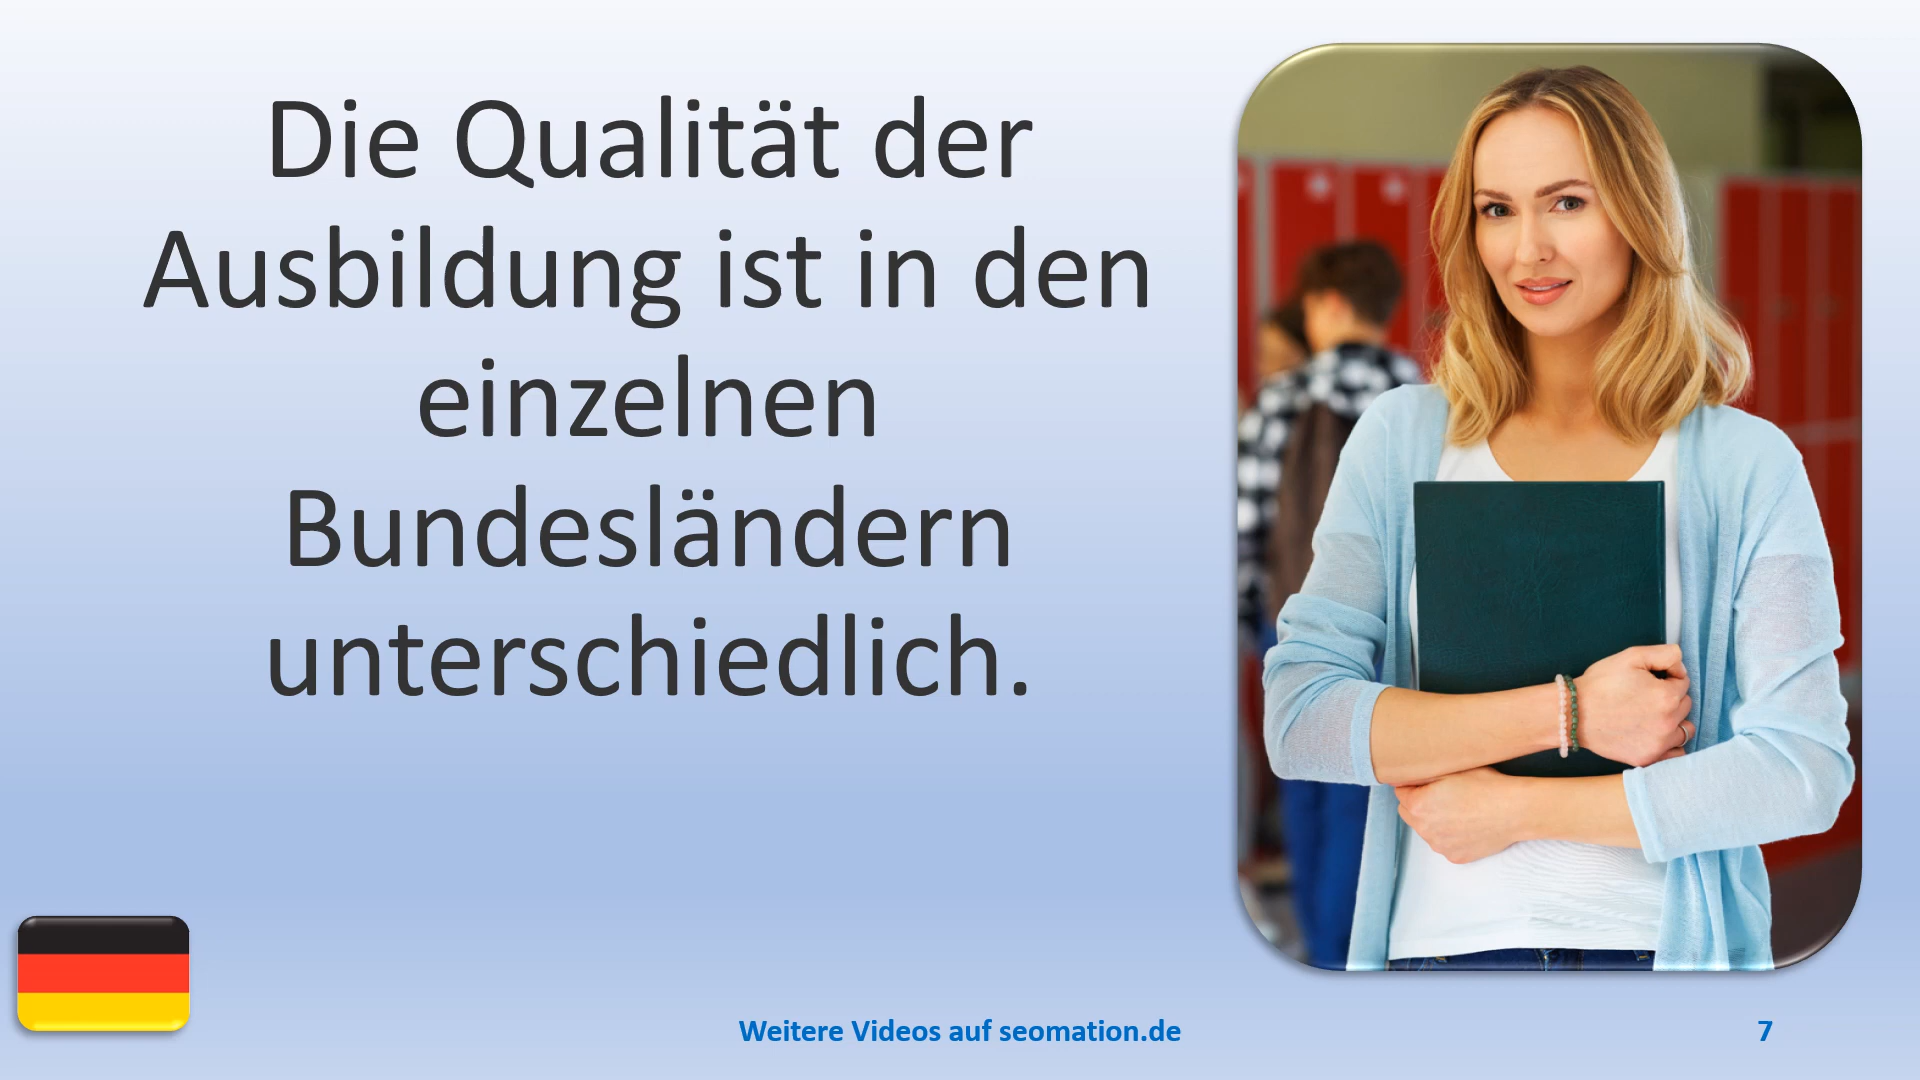 Die Qualität der
Ausbildung ist in den
einzelnen
Bundesländern
unterschiedlich.
Weitere Videos auf seomation.de
7